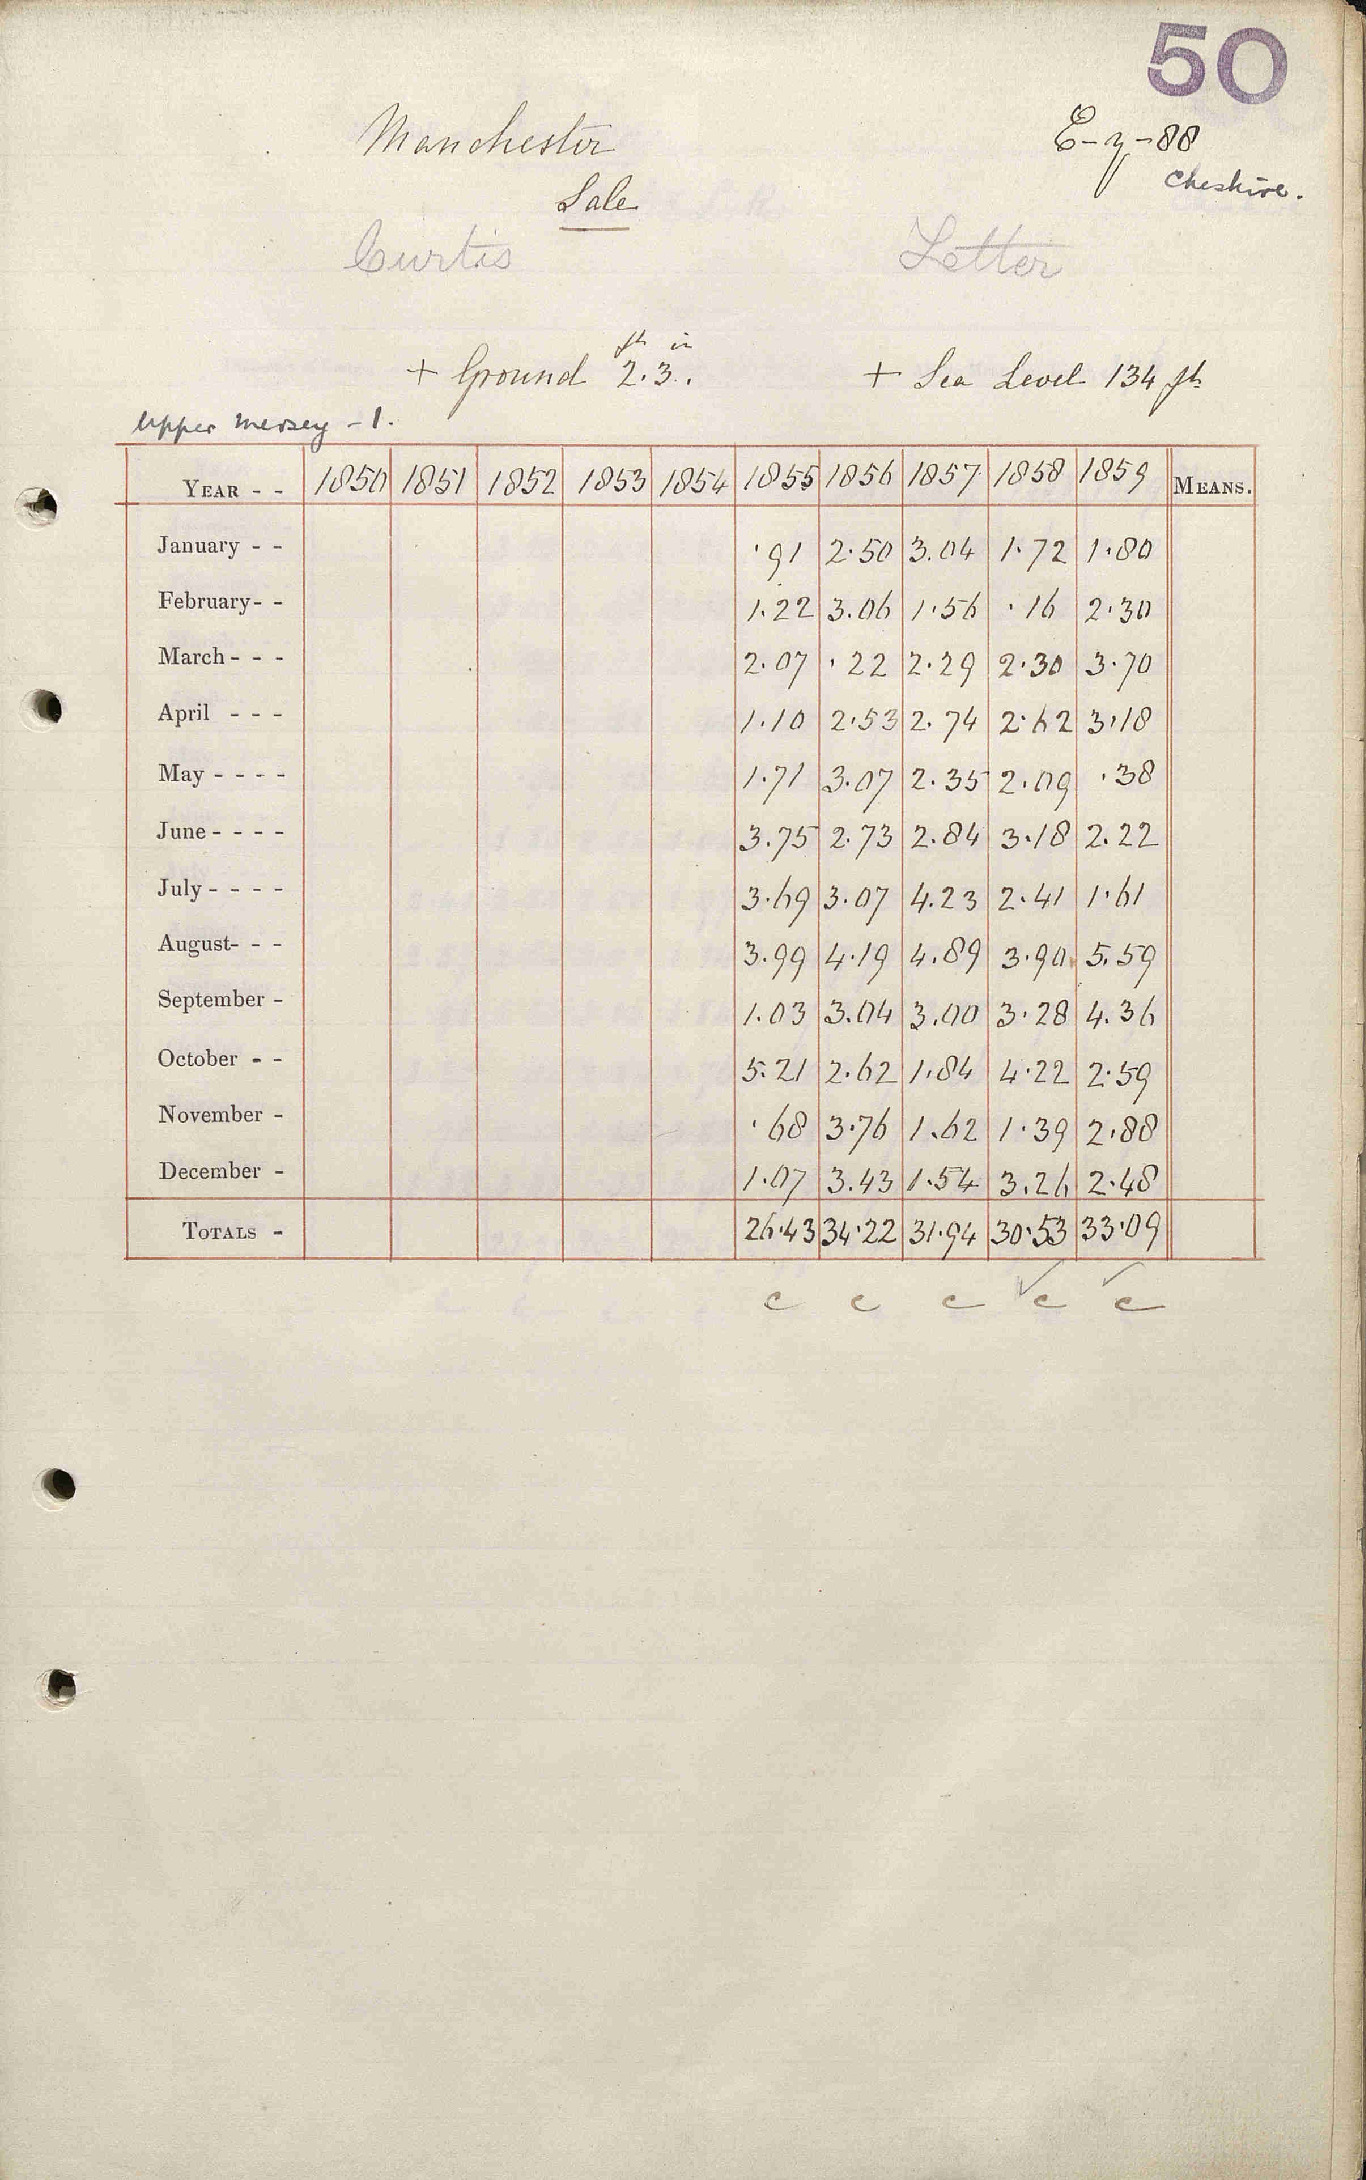 50
Manchester
E-y-88
Cheshire.
Sale
Curtis Letter
ft in
+ Ground 2.3. + Sea Level 134 ft
Upper Mersey - 1.
YEAR - - 1850 1851 1852 1853 1854 1855 1856 1857 1858 1859 MEANS.
January - - .91 2.50 3.04 1.72 1.80
February - - 1.22 3.06 1.56 .16 2.30
March - - - 2.07 .22 2.29 2.30 3.70
April - - - 1.10 2.53 2.74 2.62 3.18
May - - - - 1.71 3.07 2.35 2.09 .38
June - - - - 3.75 2.73 2.84 3.18 2.22
July - - - - 3.69 3.07 4.23 2.41 1.61
August - - - 3.99 4.19 4.89 3.90 5.59
September - 1.03 3.04 3.00 3.28 4.36
October - - 5.21 2.62 1.84 4.22 2.59
November - .68 3.76 1.62 1.39 2.88
December - 1.07 3.43 1.54 3.26 2.48
TOTALS - 26.43 34.22 31.94 30.53 33.09
c c c ✓c ✓c